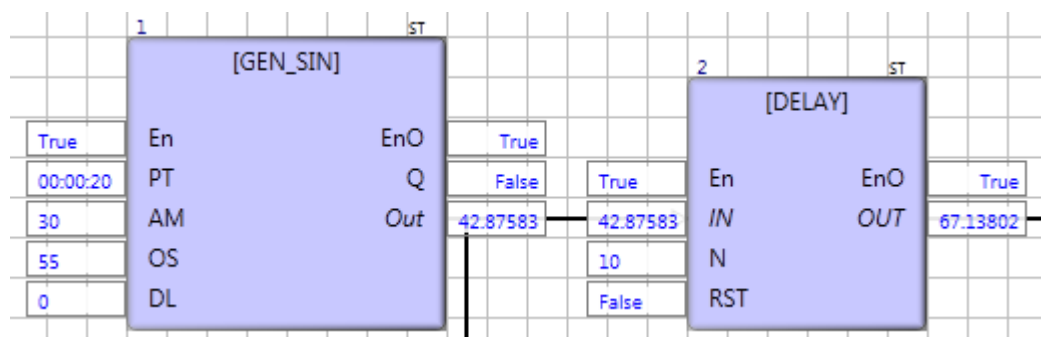 1 ST
[GEN_SIN]
2 ST
[DELAY]
True En EnO True
00:00:20 PT Q False
True En EnO True
30 AM Out 42.87583
42.87583 IN OUT 67.13802
55 OS
10 N
0 DL
False RST